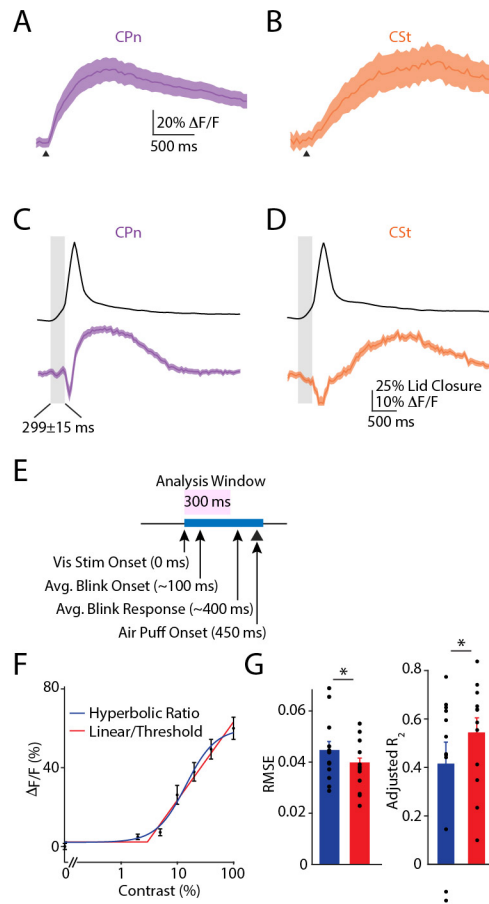 A
B
CPn
CSt
20% ΔF/F
500 ms
C
D
CPn
CSt
25% Lid Closure
10% ΔF/F
500 ms
299±15 ms
E
Analysis Window
300 ms
Vis Stim Onset (0 ms)
Avg. Blink Onset (~100 ms)
Avg. Blink Response (~400 ms)
Air Puff Onset (450 ms)
F
G
80
40
0
ΔF/F (%)
Hyperbolic Ratio
Linear/Threshold
0 1 10 100
Contrast (%)
*
0.06
0.04
0.02
0
RMSE
*
0.8
0.6
0.4
0.2
0
Adjusted R2